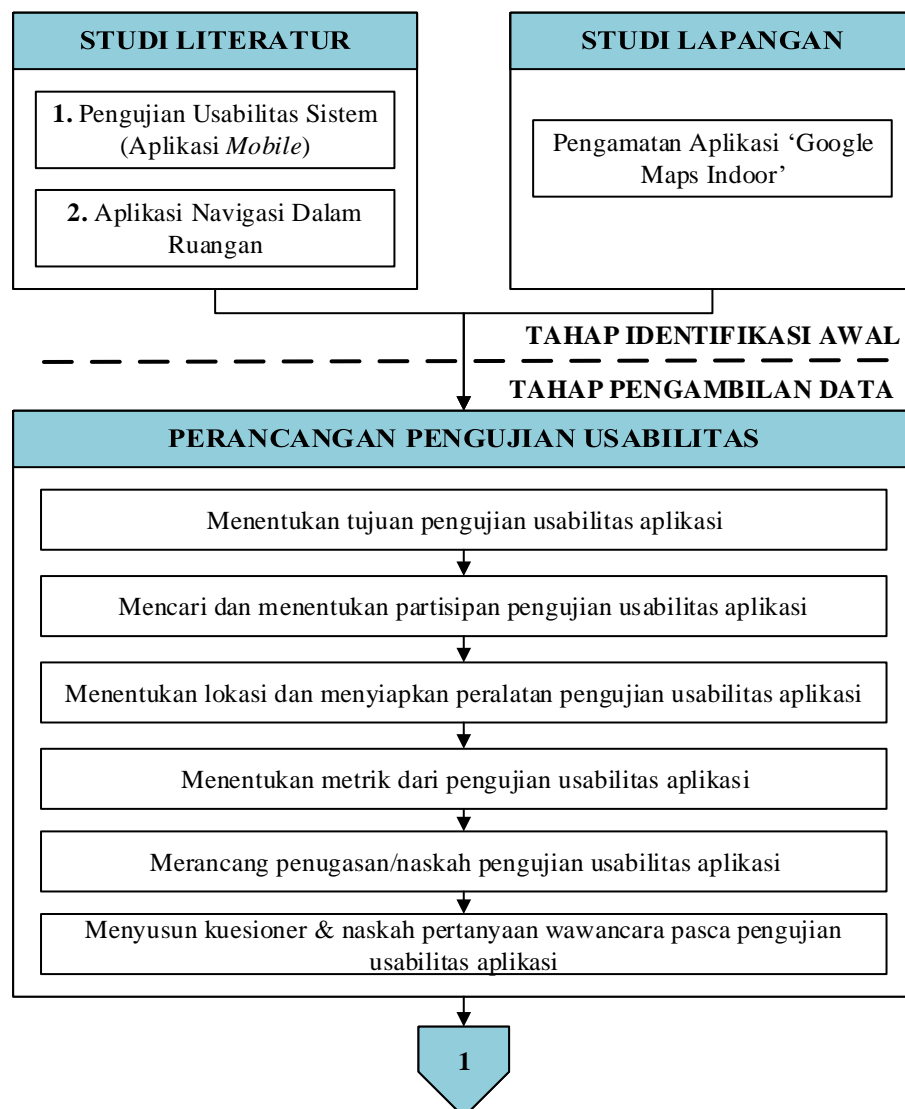 STUDI LITERATUR
1. Pengujian Usabilitas Sistem
(Aplikasi Mobile)
2. Aplikasi Navigasi Dalam
Ruangan
STUDI LAPANGAN
Pengamatan Aplikasi ‘Google
Maps Indoor’
TAHAP IDENTIFIKASI AWAL
TAHAP PENGAMBILAN DATA
PERANCANGAN PENGUJIAN USABILITAS
Menentukan tujuan pengujian usabilitas aplikasi
Mencari dan menentukan partisipan pengujian usabilitas aplikasi
Menentukan lokasi dan menyiapkan peralatan pengujian usabilitas aplikasi
Menentukan metrik dari pengujian usabilitas aplikasi
Merancang penugasan/naskah pengujian usabilitas aplikasi
Menyusun kuesioner & naskah pertanyaan wawancara pasca pengujian
usabilitas aplikasi
1